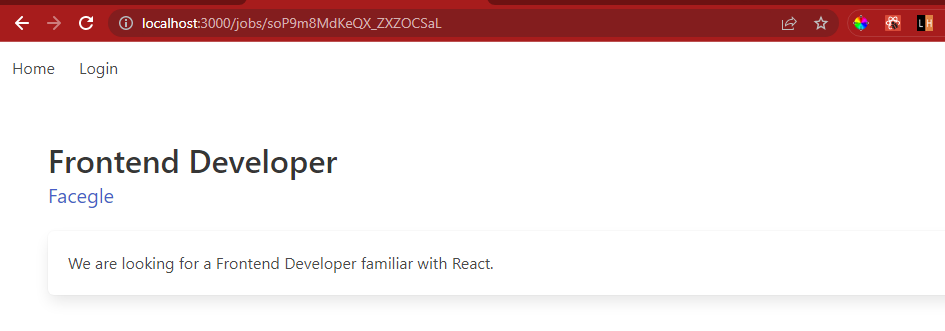 localhost:3000/jobs/soP9m8MdKeQX_ZXZOCSaL
Home Login
Frontend Developer
Facegle
We are looking for a Frontend Developer familiar with React.